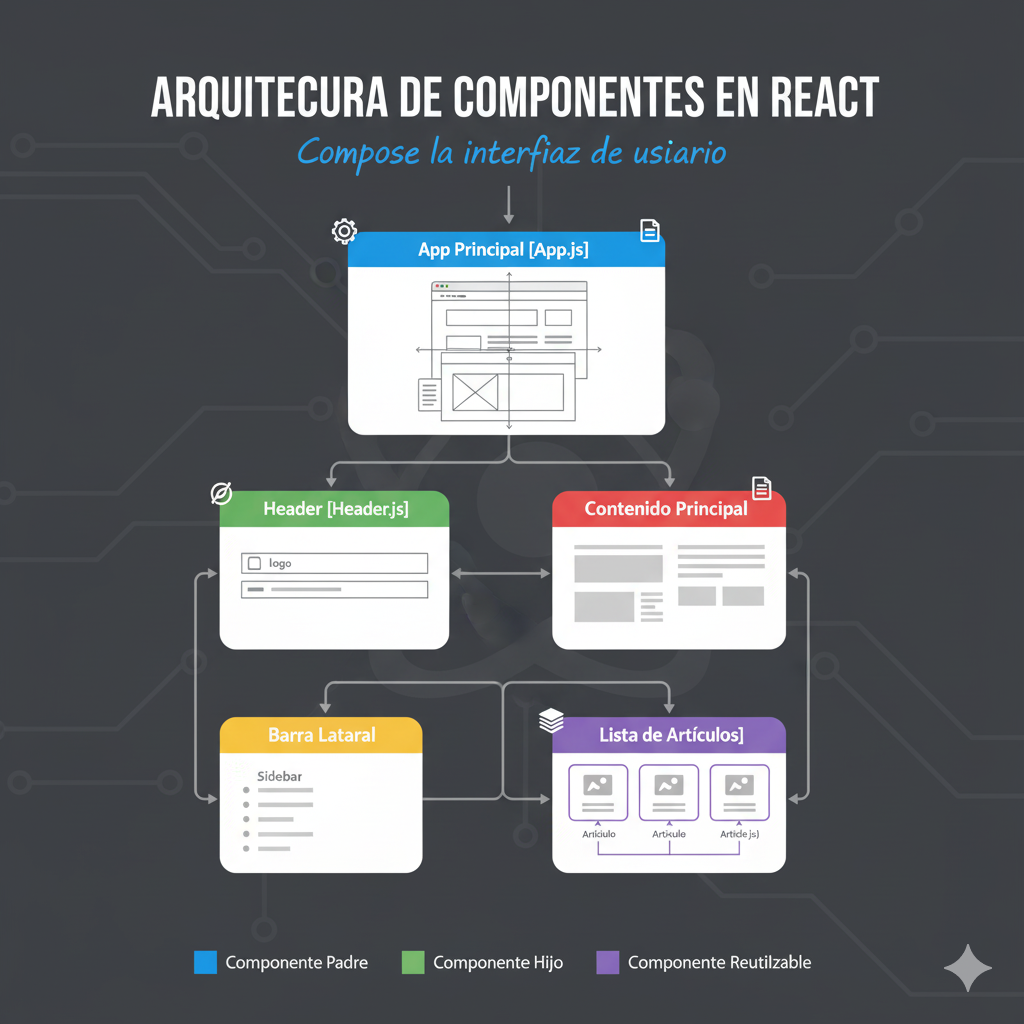 ARQUITECURA DE COMPONENTES EN REACT
Compose la interfiaz de usiario
App Principal [App.js]
Header [Header.js]
Contenido Principal
logo
Barra Lataral
Lista de Artículos]
Sidebar
Artículo
Article js)
Componente Padre
Componente Hijo
Componente Reutilzable